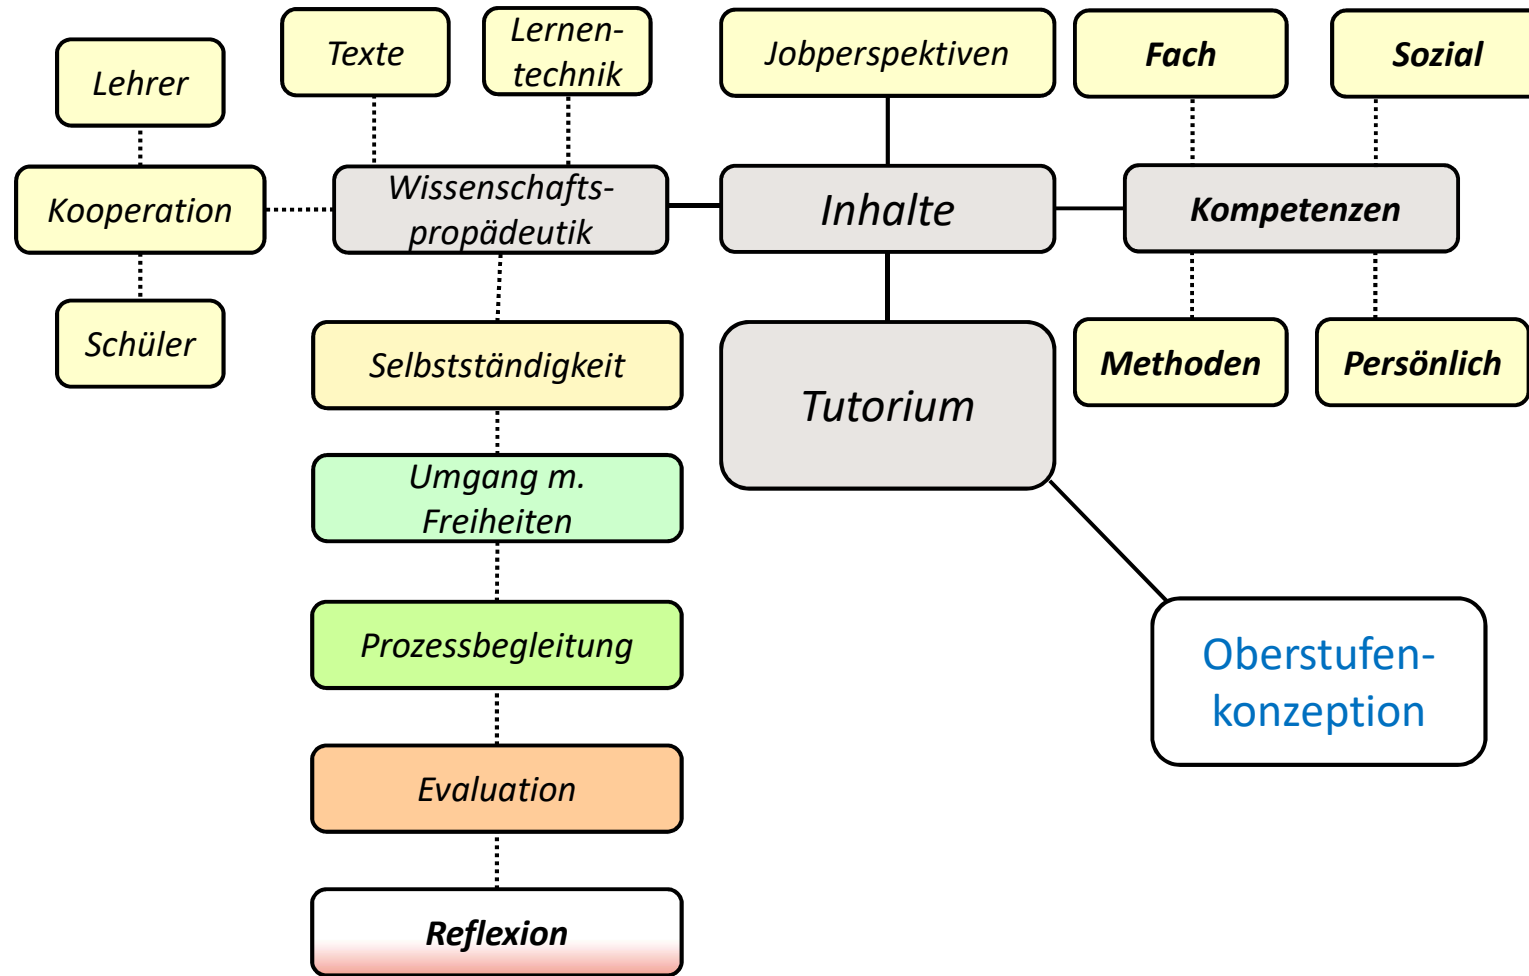 Lehrer
Texte
Lernen-
technik
Jobperspektiven
Fach
Sozial
Kooperation
Wissenschafts-
propädeutik
Inhalte
Kompetenzen
Schüler
Selbstständigkeit
Tutorium
Methoden
Persönlich
Umgang m.
Freiheiten
Prozessbegleitung
Oberstufen-
konzeption
Evaluation
Reflexion